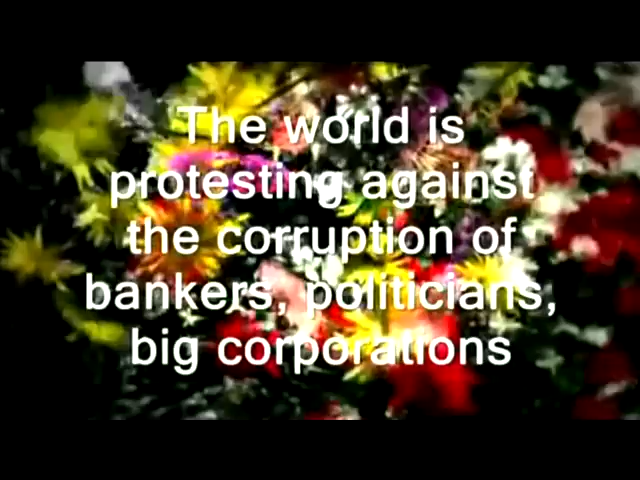 The world is
protesting against
the corruption of
bankers, politicians,
big corporations